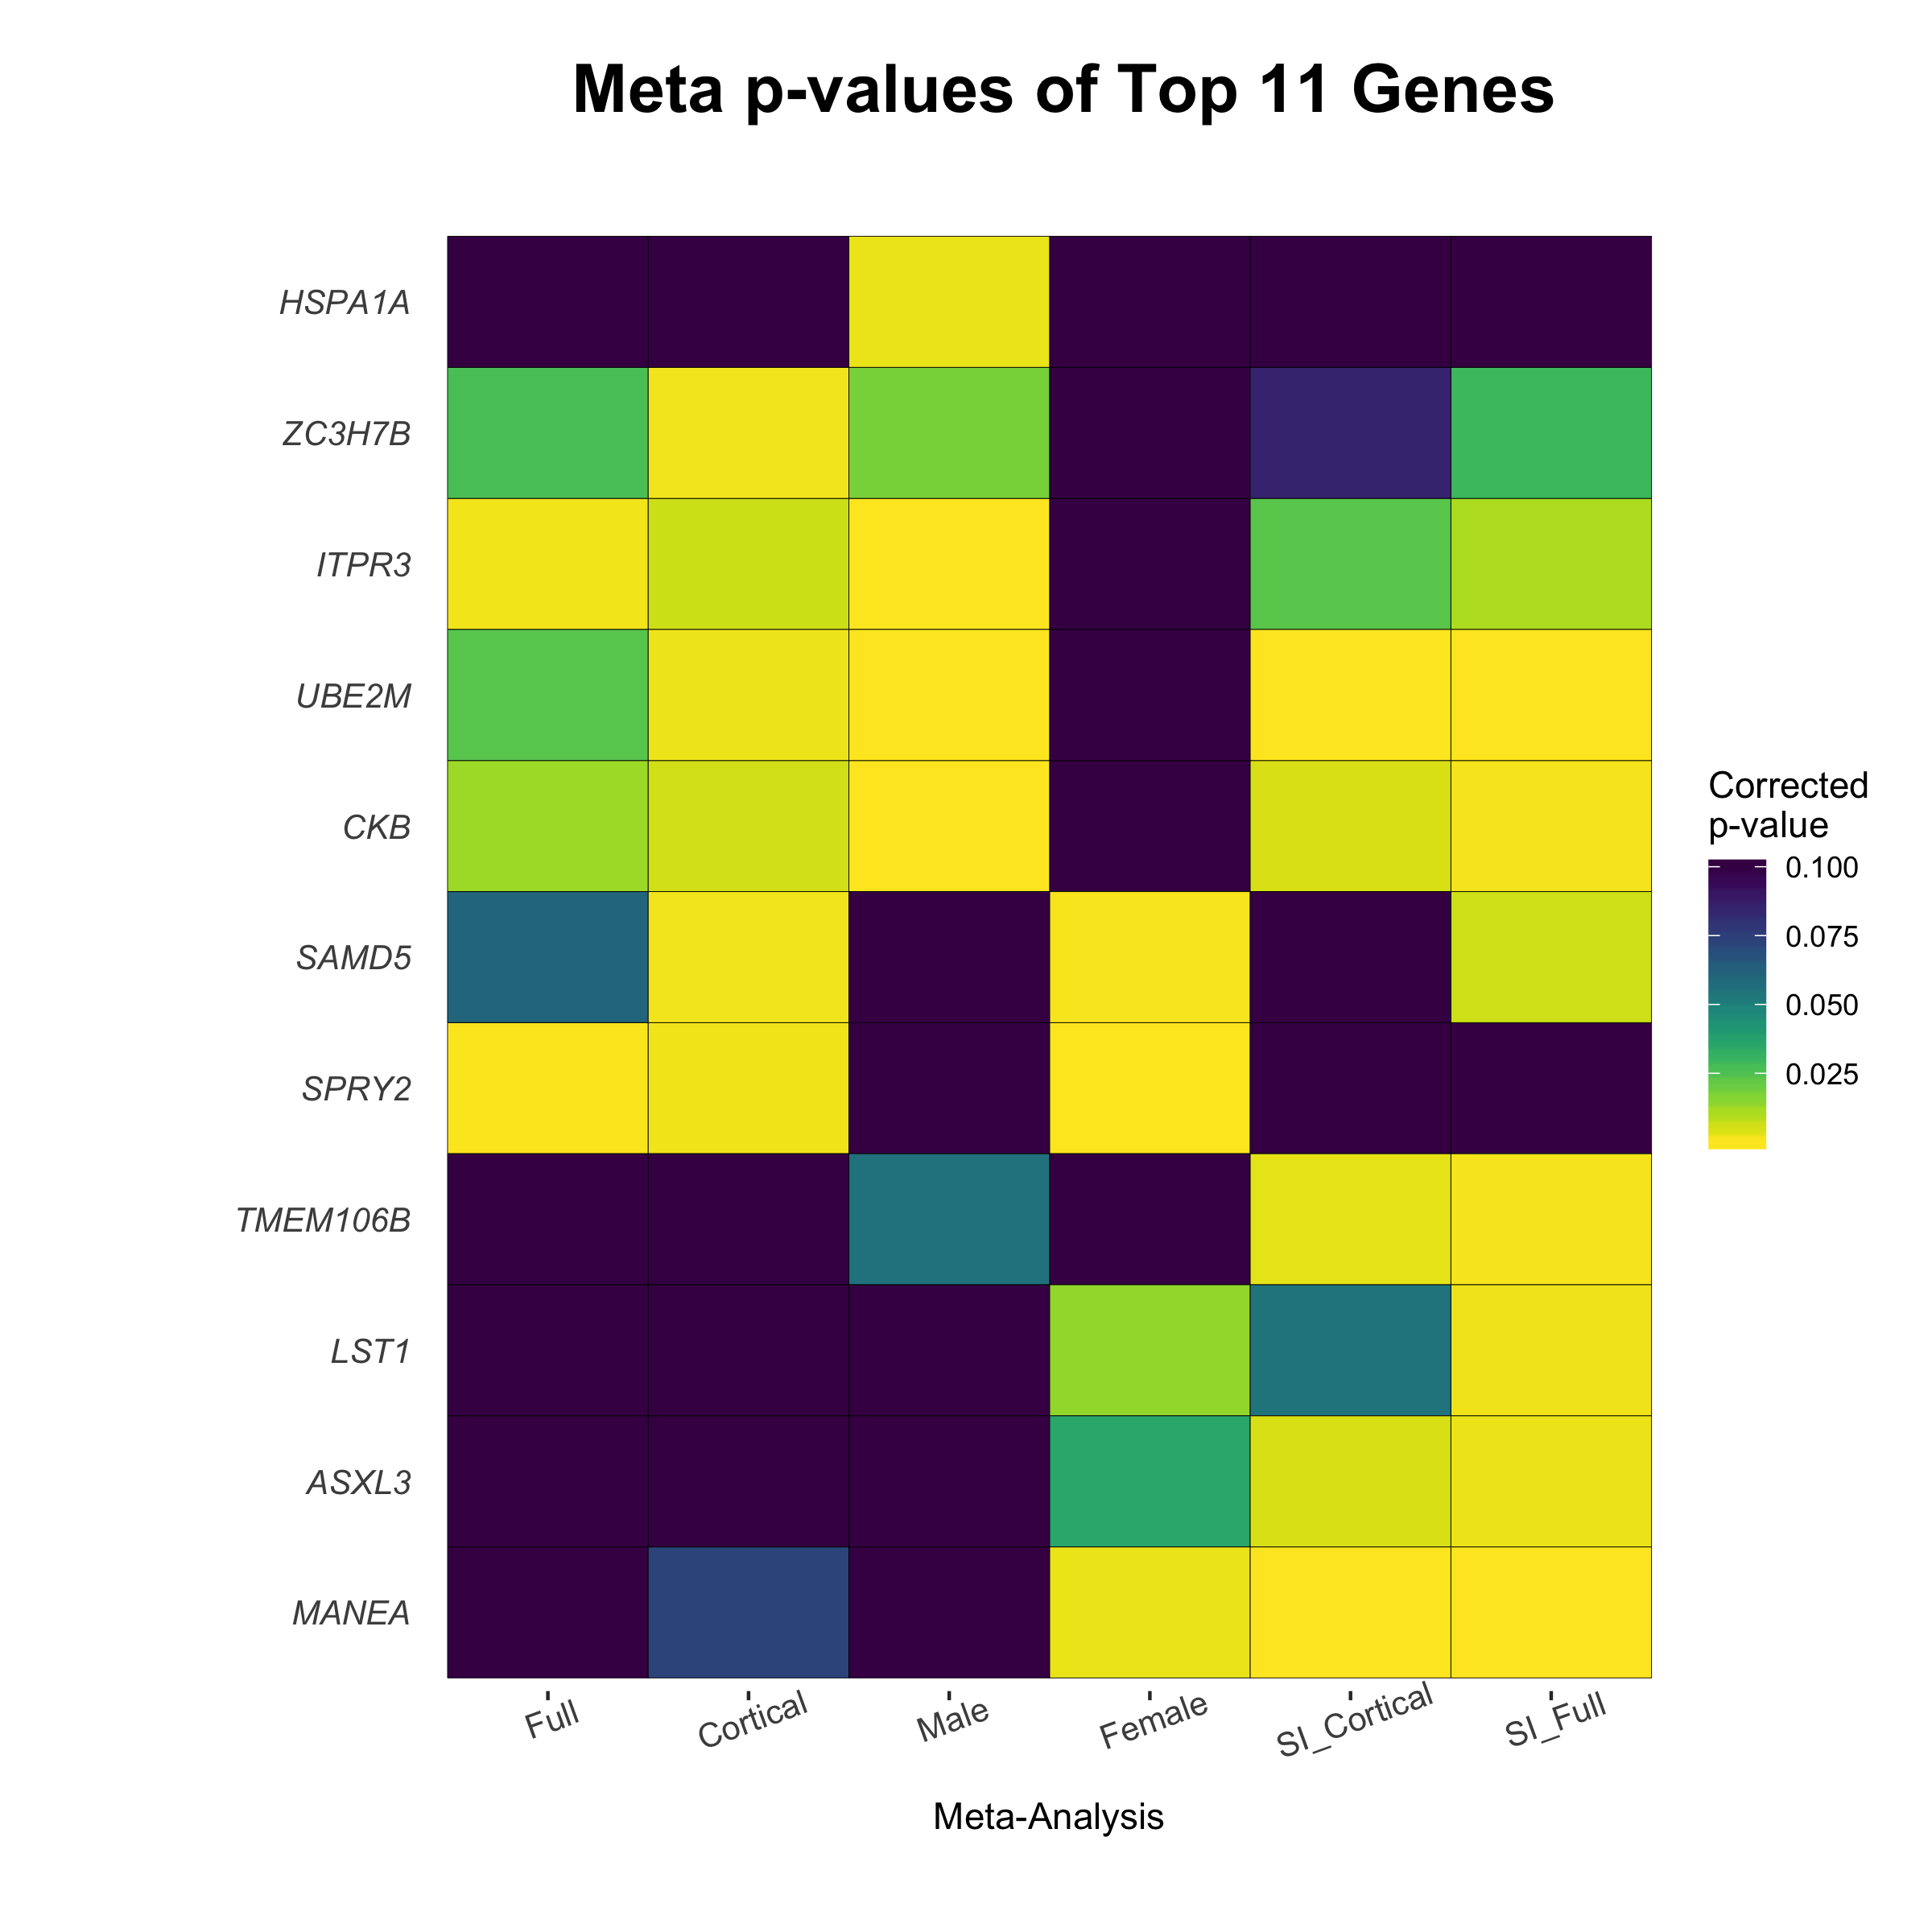 Meta p-values of Top 11 Genes
HSPA1A
ZC3H7B
ITPR3
UBE2M
CKB
SAMD5
SPRY2
TMEM106B
LST1
ASXL3
MANEA
Full
Cortical
Male
Female
SI_Cortical
SI_Full
Meta-Analysis
Corrected
p-value
0.100
0.075
0.050
0.025